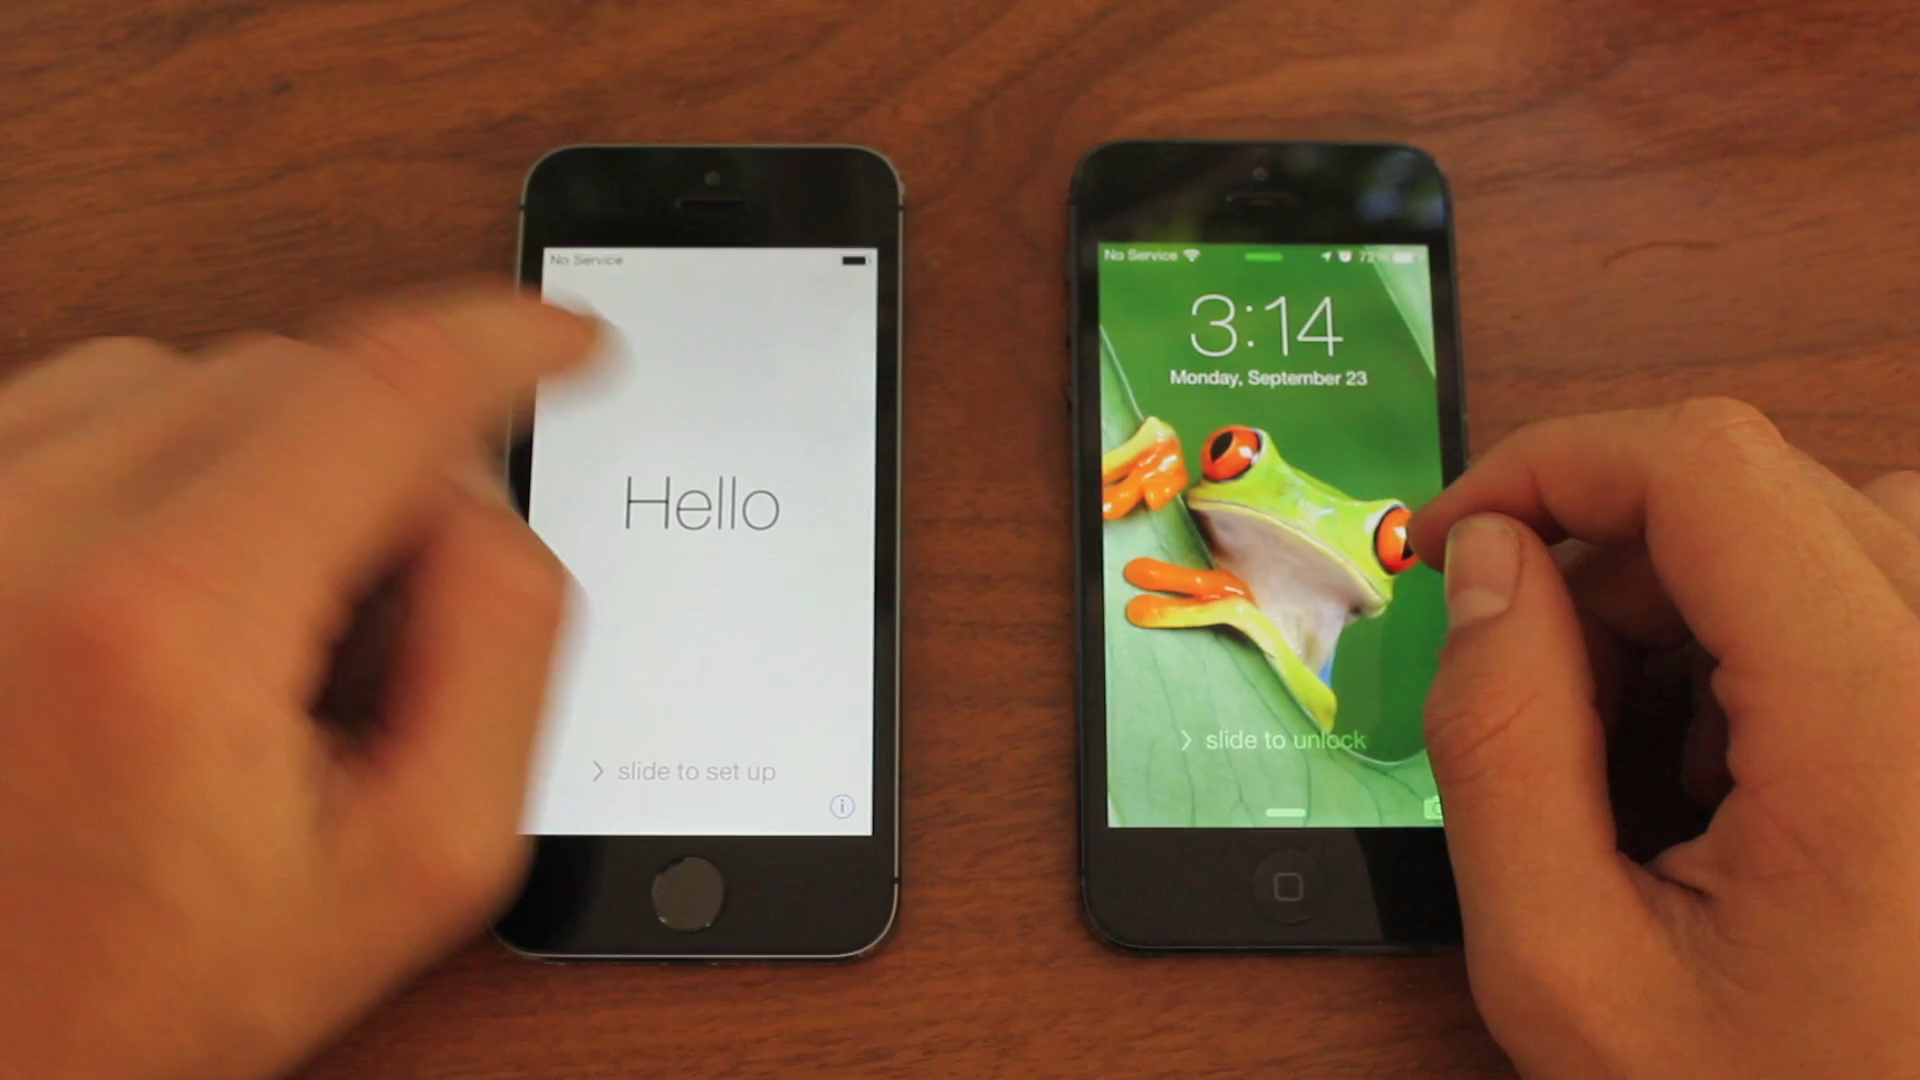 No Service
Hello
> slide to set up
i
No Service
3:14
Monday, September 23
> slide to unlock